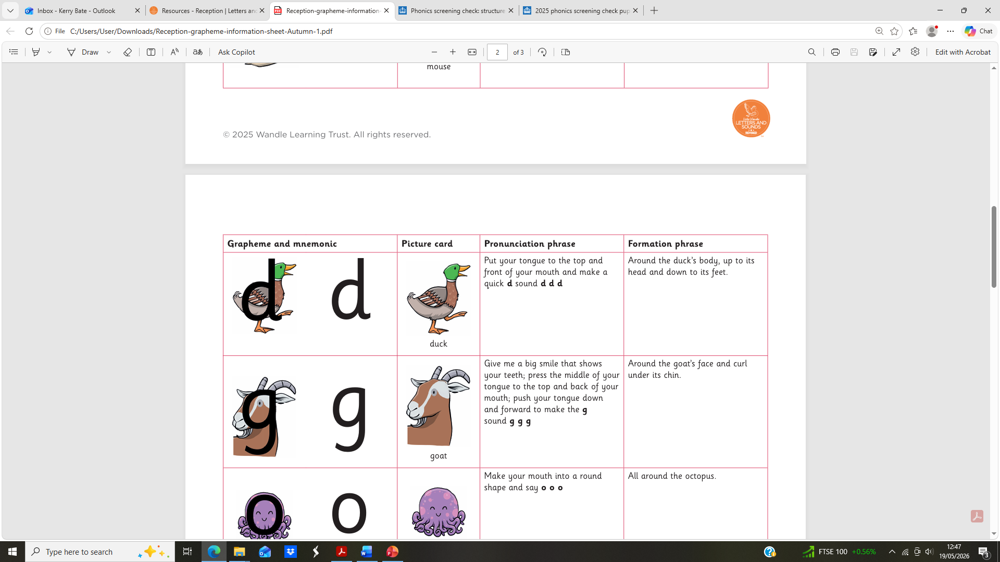 Inbox - Kerry Bate - Outlook
Resources - Reception | Letters and
Reception-grapheme-information-
Phonics screening check: structure
2025 phonics screening check pup
File C:/Users/User/Downloads/Reception-grapheme-information-sheet-Autumn-1.pdf
Chat
Draw
Ask Copilot
2 of 3
Edit with Acrobat
mouse
Little Wandle
LETTERS AND
SOUNDS
REVISED
© 2025 Wandle Learning Trust. All rights reserved.
Grapheme and mnemonic Picture card Pronunciation phrase Formation phrase
d d
duck
Put your tongue to the top and
front of your mouth and make a
quick d sound d d d
Around the duck's body, up to its
head and down to its feet.
g g
goat
Give me a big smile that shows
your teeth; press the middle of your
tongue to the top and back of your
mouth; push your tongue down
and forward to make the g
sound g g g
Around the goat's face and curl
under its chin.
o o
Make your mouth into a round
shape and say o o o
All around the octopus.
Type here to search
FTSE 100 +0.56%
12:47
19/05/2026
3